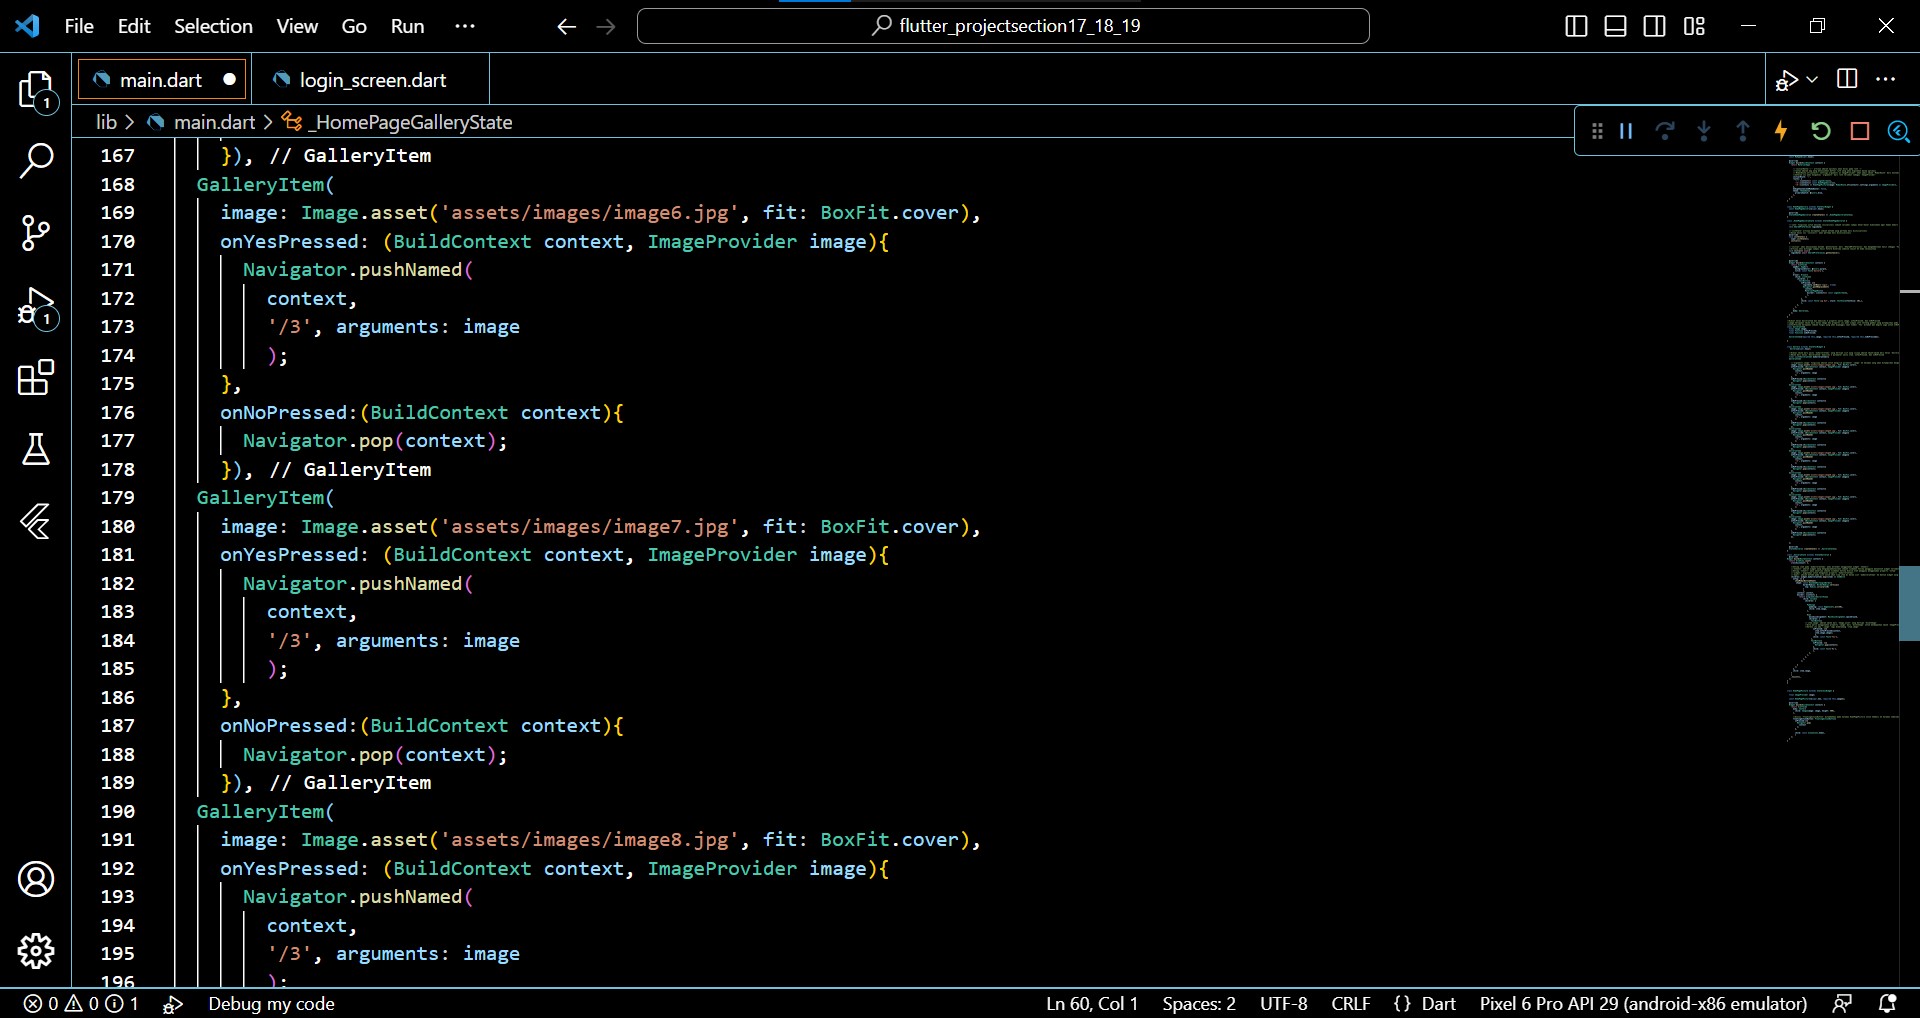 File Edit Selection View Go Run ··· flutter_projectsection17_18_19
main.dart login_screen.dart
lib > main.dart > _HomePageGalleryState
1
1
167 }), // GalleryItem
168 GalleryItem(
169 image: Image.asset('assets/images/image6.jpg', fit: BoxFit.cover),
170 onYesPressed: (BuildContext context, ImageProvider image){
171 Navigator.pushNamed(
172 context,
173 '/3', arguments: image
174 );
175 },
176 onNoPressed:(BuildContext context){
177 Navigator.pop(context);
178 }), // GalleryItem
179 GalleryItem(
180 image: Image.asset('assets/images/image7.jpg', fit: BoxFit.cover),
181 onYesPressed: (BuildContext context, ImageProvider image){
182 Navigator.pushNamed(
183 context,
184 '/3', arguments: image
185 );
186 },
187 onNoPressed:(BuildContext context){
188 Navigator.pop(context);
189 }), // GalleryItem
190 GalleryItem(
191 image: Image.asset('assets/images/image8.jpg', fit: BoxFit.cover),
192 onYesPressed: (BuildContext context, ImageProvider image){
193 Navigator.pushNamed(
194 context,
195 '/3', arguments: image
196 );
0 0 1 Debug my code Ln 60, Col 1 Spaces: 2 UTF-8 CRLF {} Dart Pixel 6 Pro API 29 (android-x86 emulator)